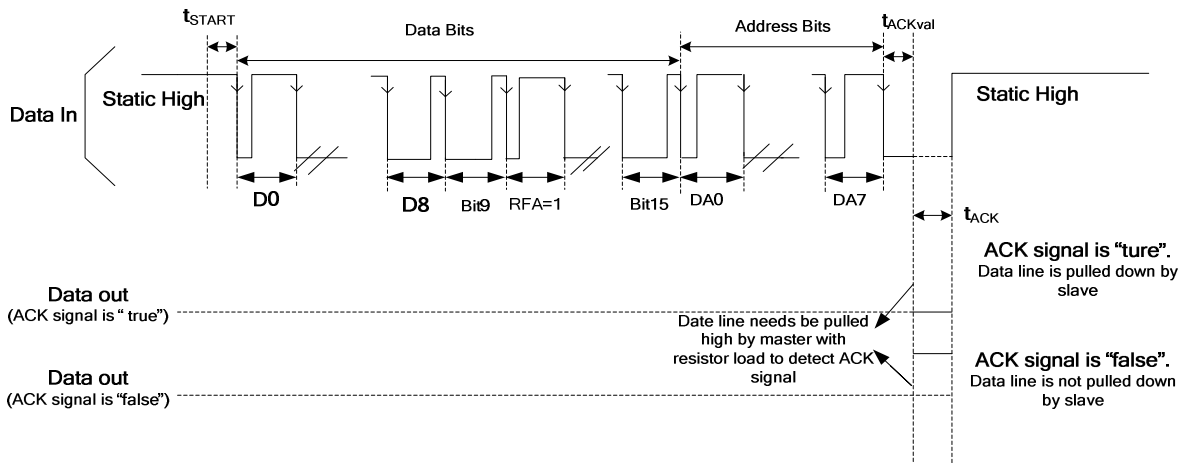 tSTART
Data Bits
Address Bits
tACKval
Data In
Static High
Static High
D0
D8
Bit9
RFA=1
Bit15
DA0
DA7
tACK
ACK signal is “ture”.
Data line is pulled down by
slave
Data out
(ACK signal is “ true”)
Date line needs be pulled
high by master with
resistor load to detect ACK
signal
ACK signal is “false”.
Data line is not pulled down
by slave
Data out
(ACK signal is “false”)